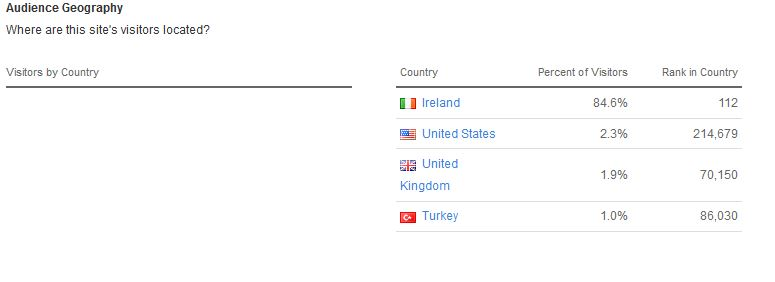 Audience Geography
Where are this site's visitors located?
Visitors by Country
Country Percent of Visitors Rank in Country
Ireland 84.6% 112
United States 2.3% 214,679
United
Kingdom 1.9% 70,150
Turkey 1.0% 86,030